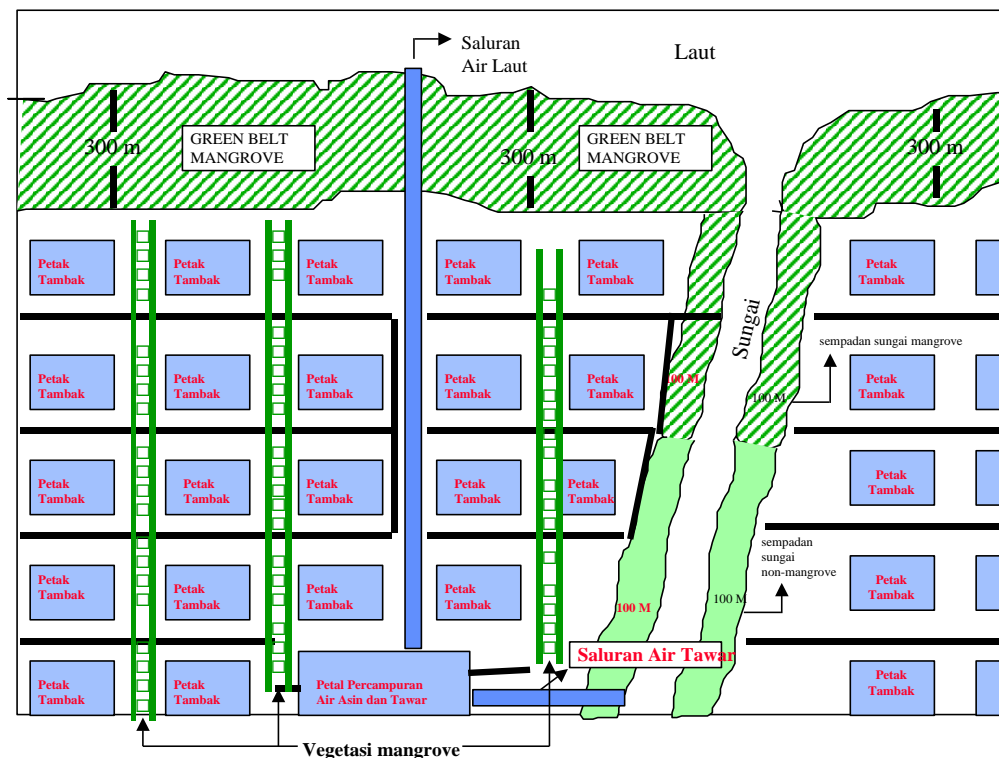 Saluran
Air Laut
Laut
300 m
GREEN BELT
MANGROVE
300 m
GREEN BELT
MANGROVE
300 m
Petak
Tambak
Petak
Tambak
Petak
Tambak
Petak
Tambak
Petak
Tambak
Petak
Tambak
Sungai
sempadan sungai mangrove
Petak
Tambak
Petak
Tambak
Petak
Tambak
Petak
Tambak
Petak
Tambak
100 M
100 M
Petak
Tambak
Petak
Tambak
Petak
Tambak
Petak
Tambak
Petak
Tambak
Petak
Tambak
Petak
Tambak
sempadan
sungai
non-mangrove
Petak
Tambak
Petak
Tambak
Petak
Tambak
Petak
Tambak
100 M
100 M
Petak
Tambak
Saluran Air Tawar
Petak
Tambak
Petak
Tambak
Petal Percampuran
Air Asin dan Tawar
Petak
Tambak
Vegetasi mangrove